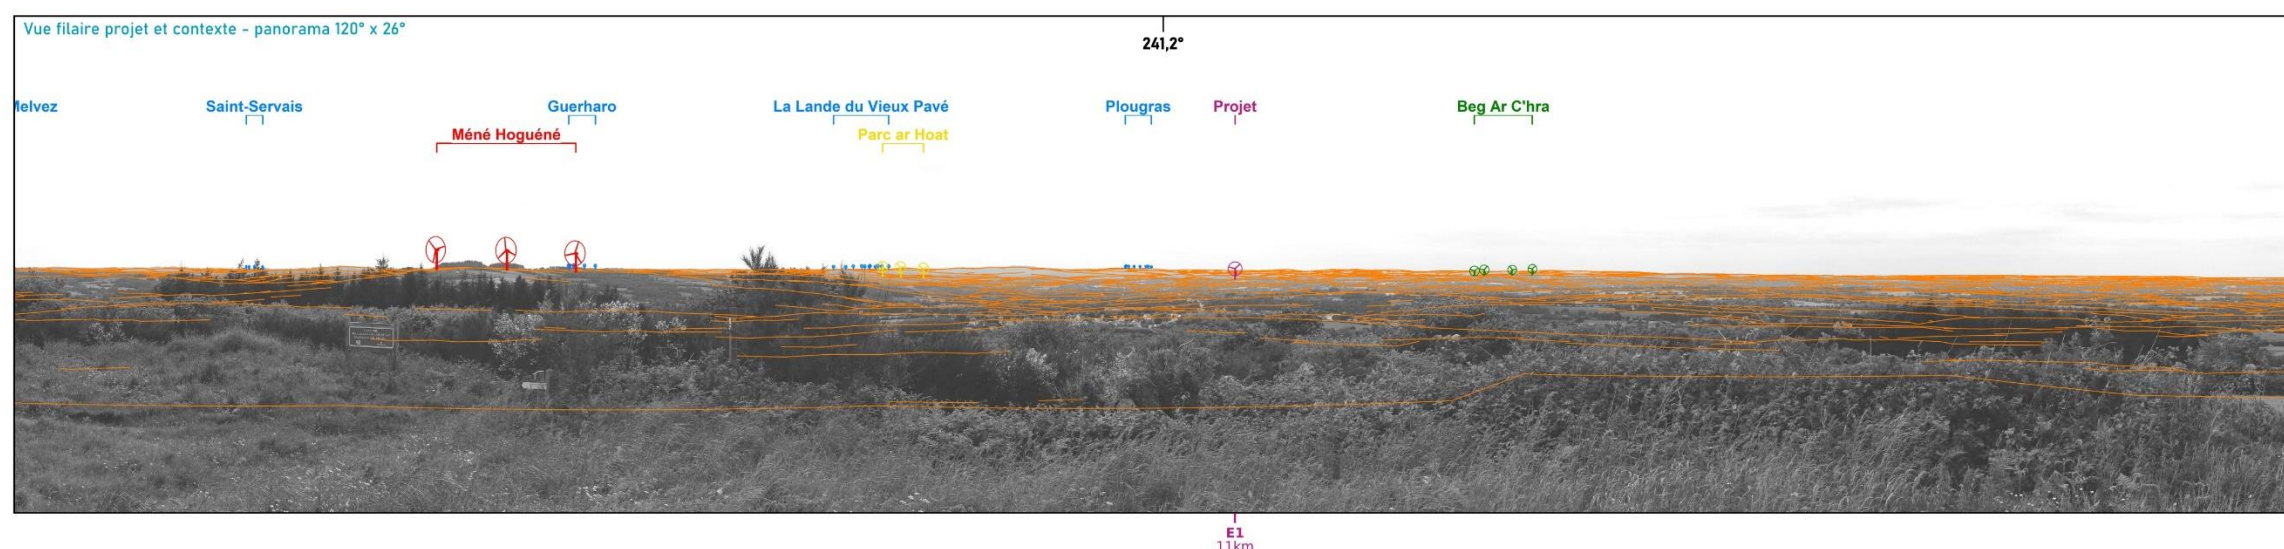 Vue filaire projet et contexte - panorama 120° x 26°
241,2°
Saint-Servais
Guerharo
La Lande du Vieux Pavé
Plougras
Projet
Beg Ar C'hra
Méné Hoguéné
Parc ar Hoat
E1
11km